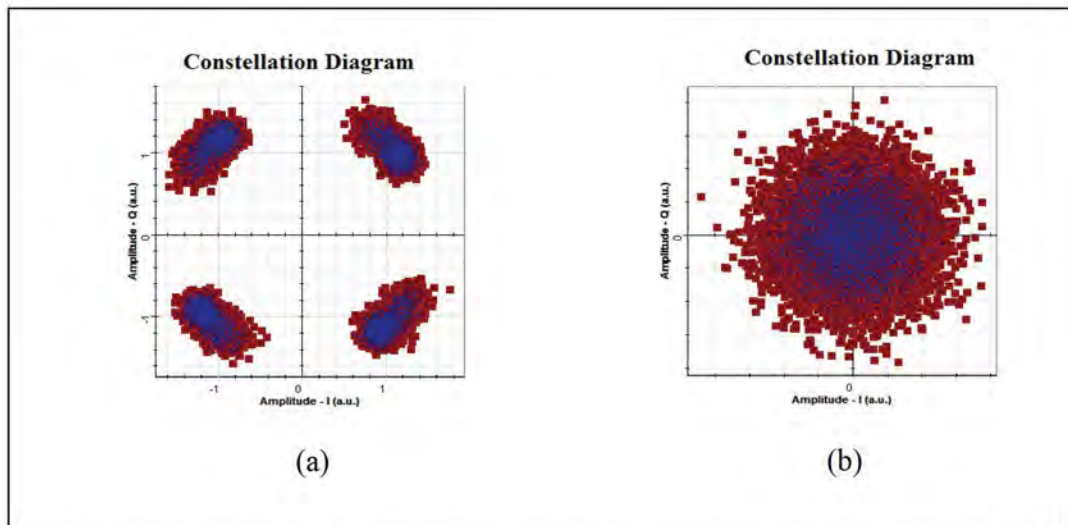 Constellation Diagram
Amplitude - Q (a.u.)
1
0
-1
-1
0
1
Amplitude - I (a.u.)
(a)
Constellation Diagram
Amplitude - Q (a.u.)
0
0
Amplitude - I (a.u.)
(b)